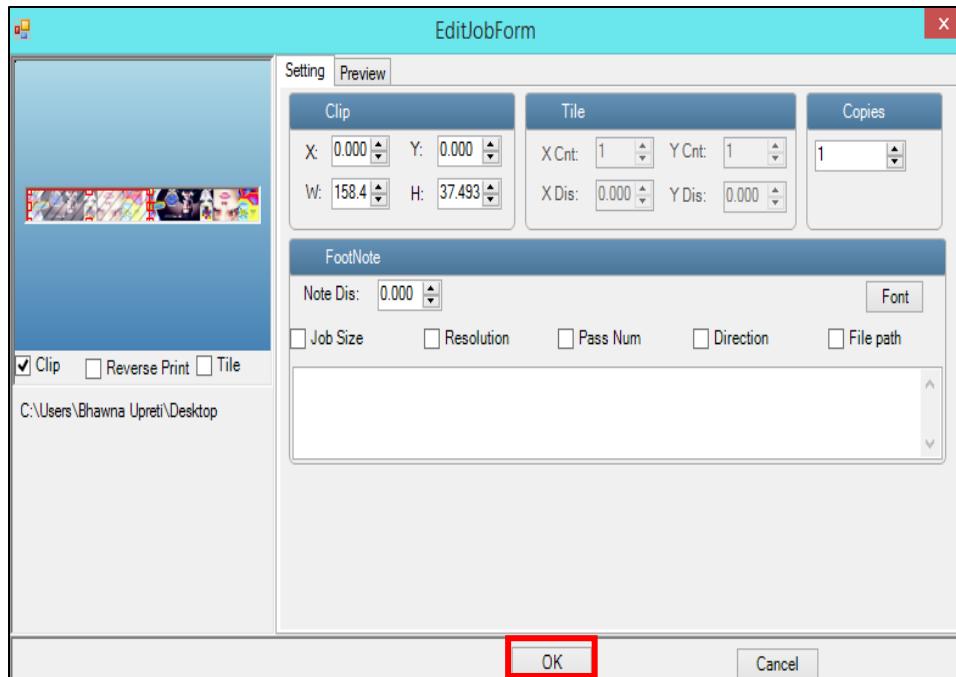 EditJobForm
x
Setting Preview
Clip Tile Copies
X: 0.000 Y: 0.000 X Cnt: 1 Y Cnt: 1 1
W: 158.4 H: 37.493 X Dis: 0.000 Y Dis: 0.000
FootNote
Note Dis: 0.000 Font
Job Size Resolution Pass Num Direction File path
Clip Reverse Print Tile
C:\Users\Bhawna Upreti\Desktop
OK Cancel